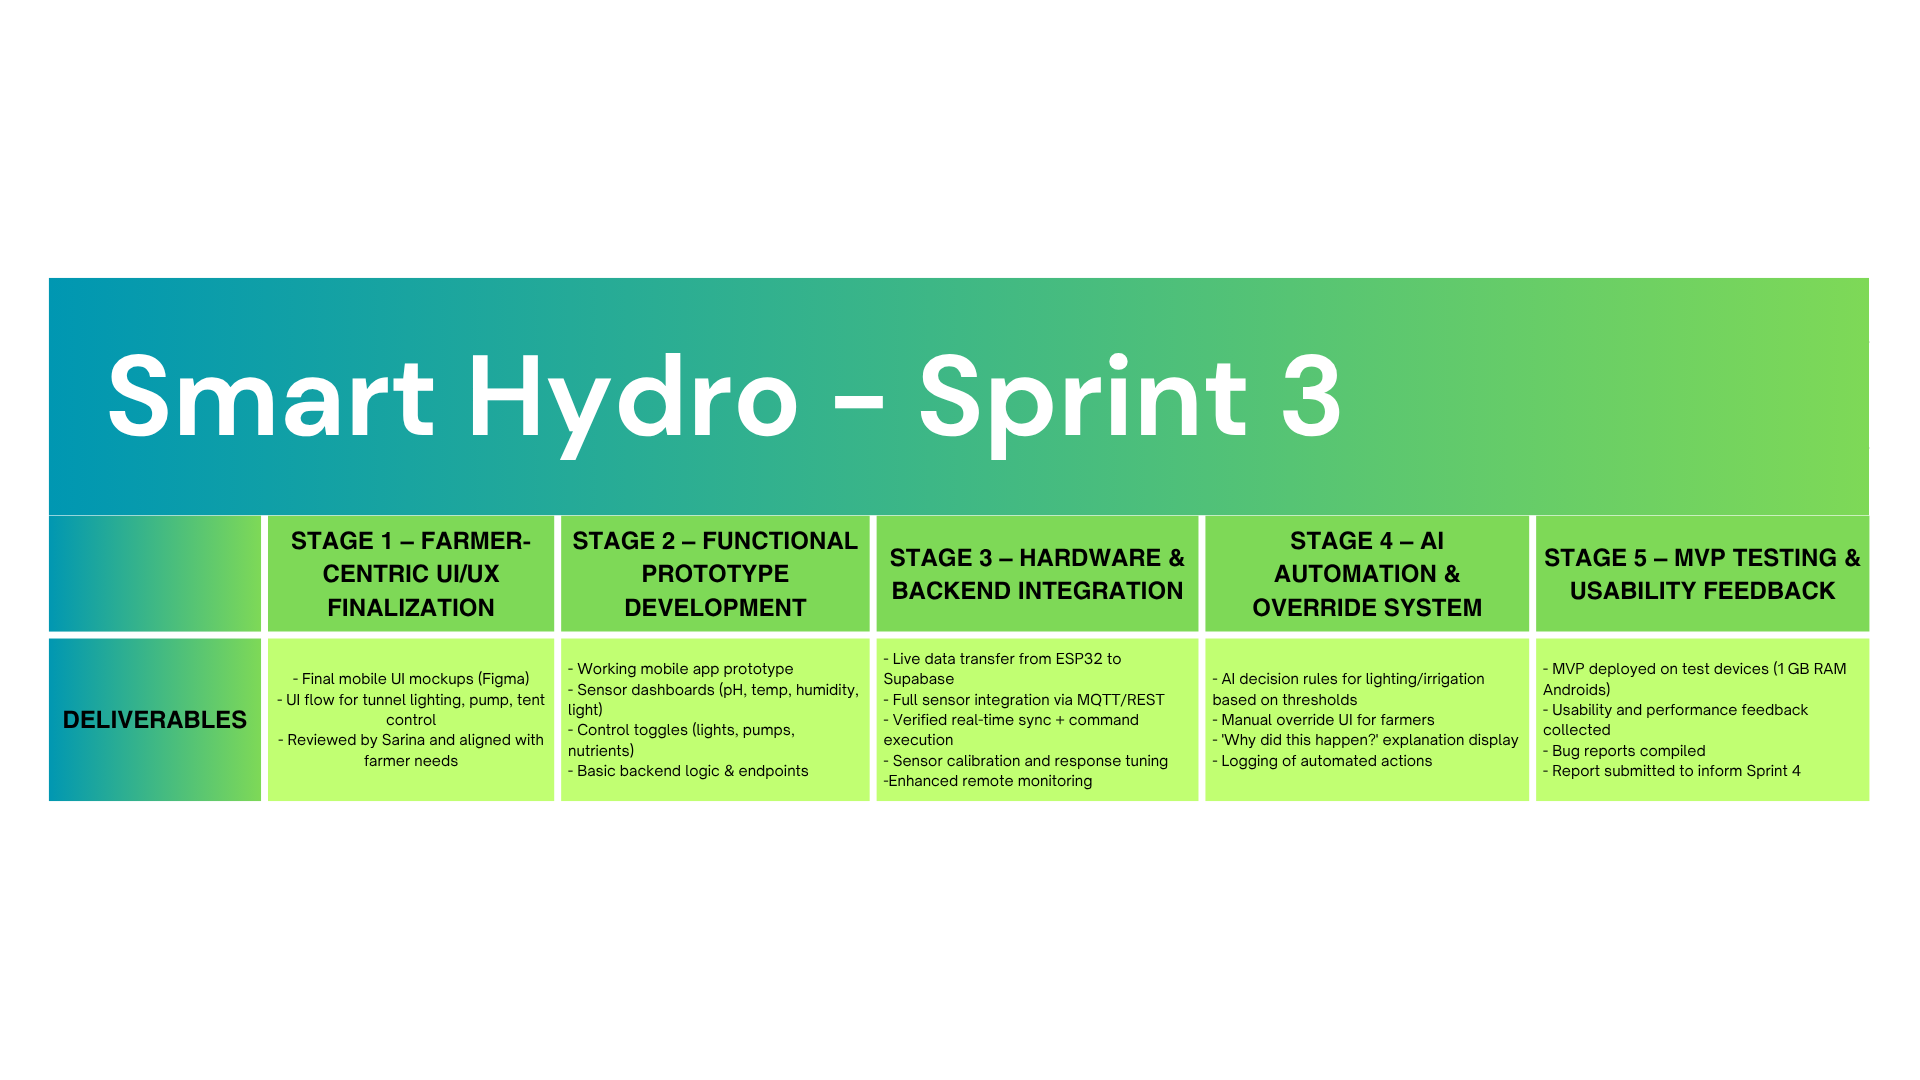 Smart Hydro - Sprint 3
STAGE 1 – FARMER-
CENTRIC UI/UX
FINALIZATION
STAGE 2 – FUNCTIONAL
PROTOTYPE
DEVELOPMENT
STAGE 3 – HARDWARE &
BACKEND INTEGRATION
STAGE 4 – AI
AUTOMATION &
OVERRIDE SYSTEM
STAGE 5 – MVP TESTING &
USABILITY FEEDBACK
DELIVERABLES
- Final mobile UI mockups (Figma)
- UI flow for tunnel lighting, pump, tent
control
- Reviewed by Sarina and aligned with
farmer needs
- Working mobile app prototype
- Sensor dashboards (pH, temp, humidity,
light)
- Control toggles (lights, pumps,
nutrients)
- Basic backend logic & endpoints
- Live data transfer from ESP32 to
Supabase
- Full sensor integration via MQTT/REST
- Verified real-time sync + command
execution
- Sensor calibration and response tuning
-Enhanced remote monitoring
- AI decision rules for lighting/irrigation
based on thresholds
- Manual override UI for farmers
- 'Why did this happen?' explanation display
- Logging of automated actions
- MVP deployed on test devices (1 GB RAM
Androids)
- Usability and performance feedback
collected
- Bug reports compiled
- Report submitted to inform Sprint 4